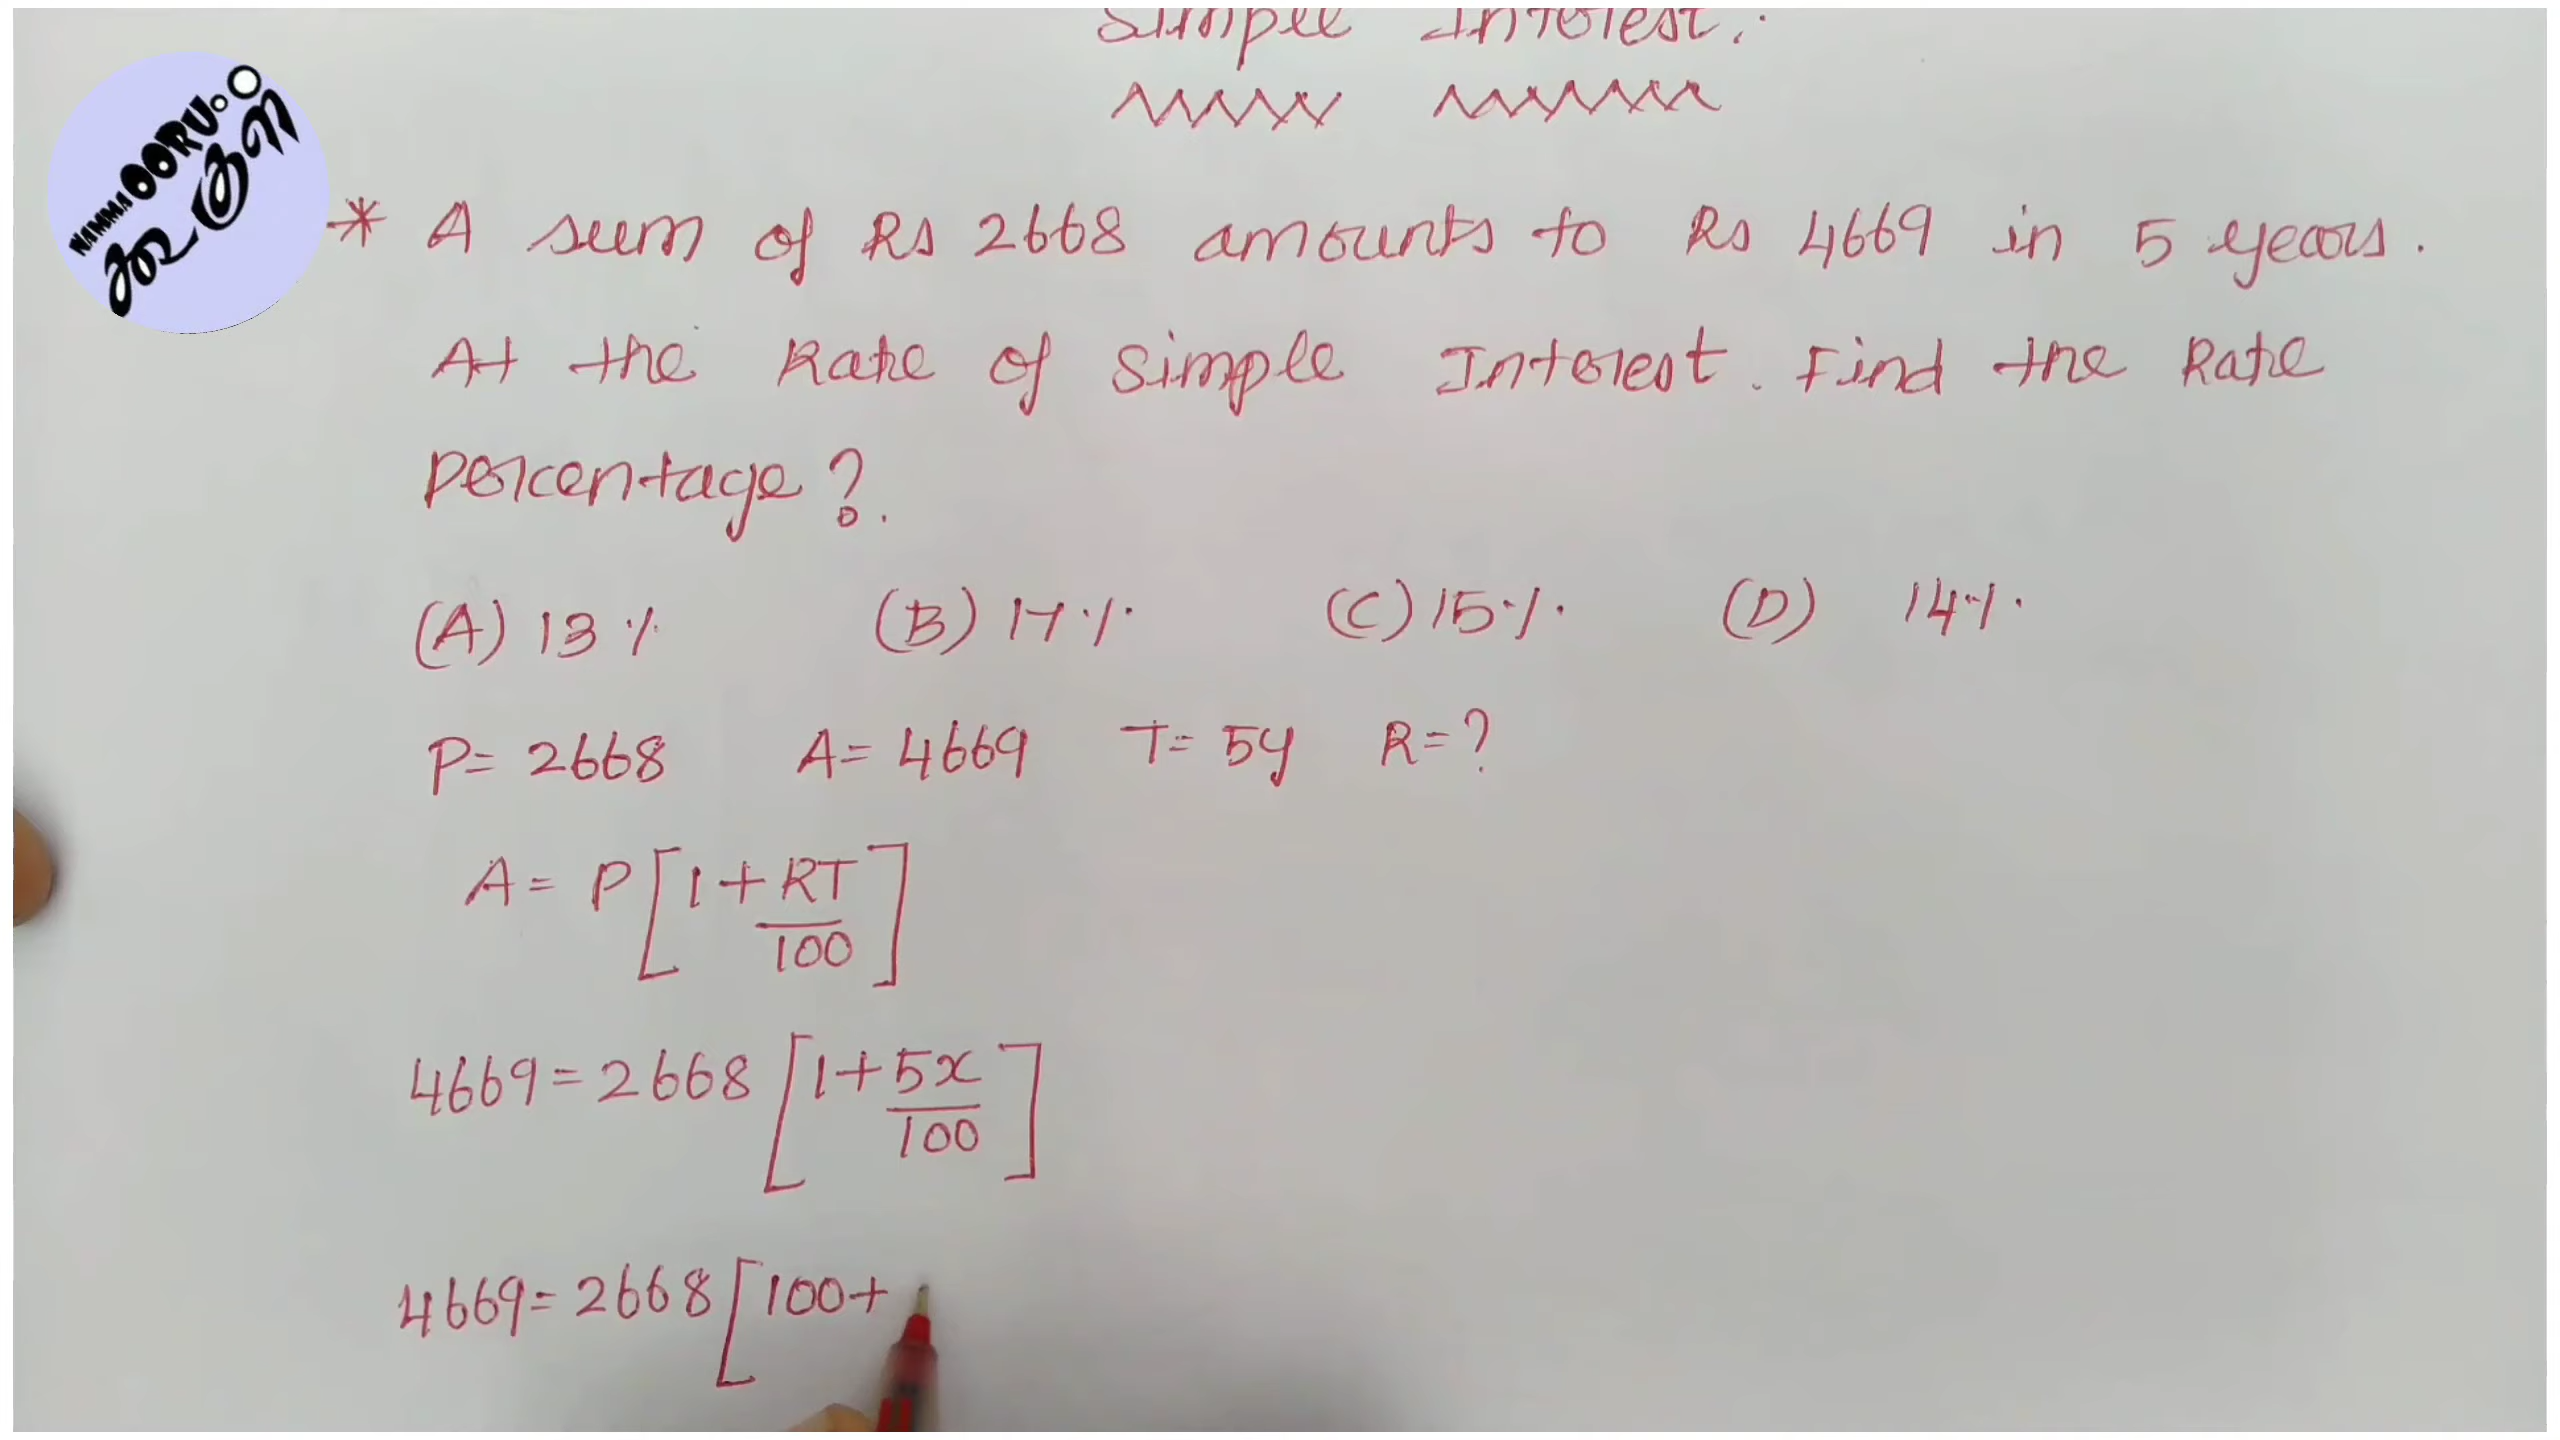 Simple Interest:
NAMMA OORU
* A sum of Rs 2668 amounts to Rs 4669 in 5 years.
At the Rate of Simple Interest. Find the Rate
Percentage?
(A) 13% (B) 17% (C) 15% (D) 14%
P= 2668 A= 4669 T= 5y R=?
A= P[1+RT/100]
4669=2668[1+5x/100]
4669=2668[100+